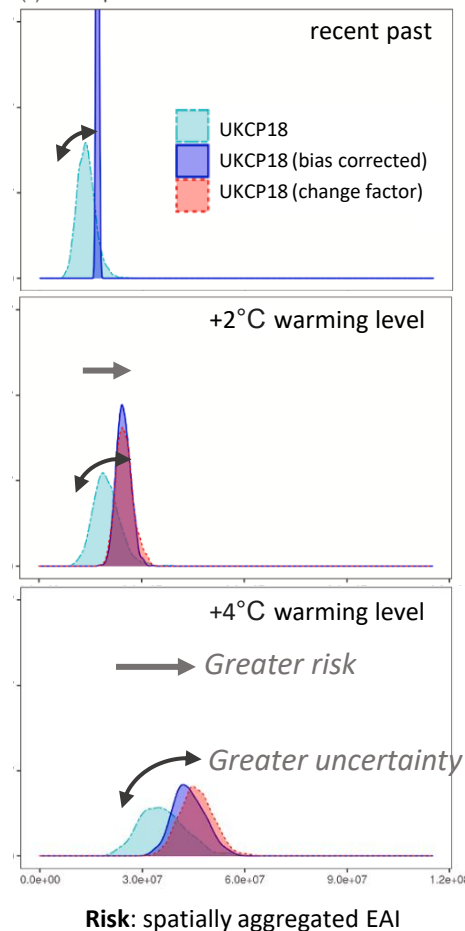 recent past
UKCP18
UKCP18 (bias corrected)
UKCP18 (change factor)
+2°C warming level
+4°C warming level
Greater risk
Greater uncertainty
0.0e+00 3.0e+07 6.0e+07 9.0e+07
Risk: spatially aggregated EAI